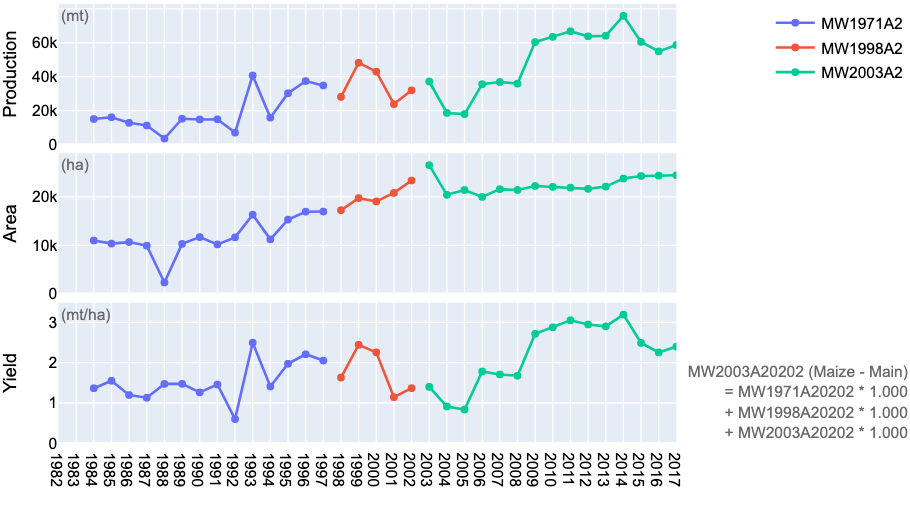 Production
(mt)
60k
40k
20k
0
Area
(ha)
20k
10k
0
Yield
(mt/ha)
3
2
1
0
1982
1983
1984
1985
1986
1987
1988
1989
1990
1991
1992
1993
1994
1995
1996
1997
1998
1999
2000
2001
2002
2003
2004
2005
2006
2007
2008
2009
2010
2011
2012
2013
2014
2015
2016
2017
MW1971A2
MW1998A2
MW2003A2
MW2003A20202 (Maize - Main)
= MW1971A20202 * 1.000
+ MW1998A20202 * 1.000
+ MW2003A20202 * 1.000